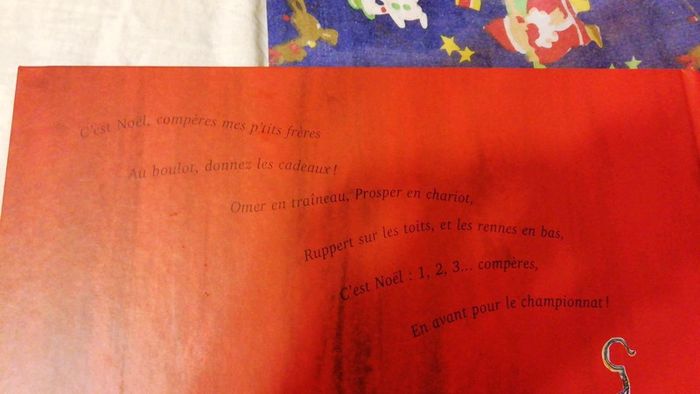 C'est Noël, compères mes p'tits frères
Au boulot, donnez les cadeaux !
Omer en traîneau, Prosper en chariot,
Ruppert sur les toits, et les rennes en bas,
C'est Noël : 1, 2, 3... compères,
En avant pour le championnat !